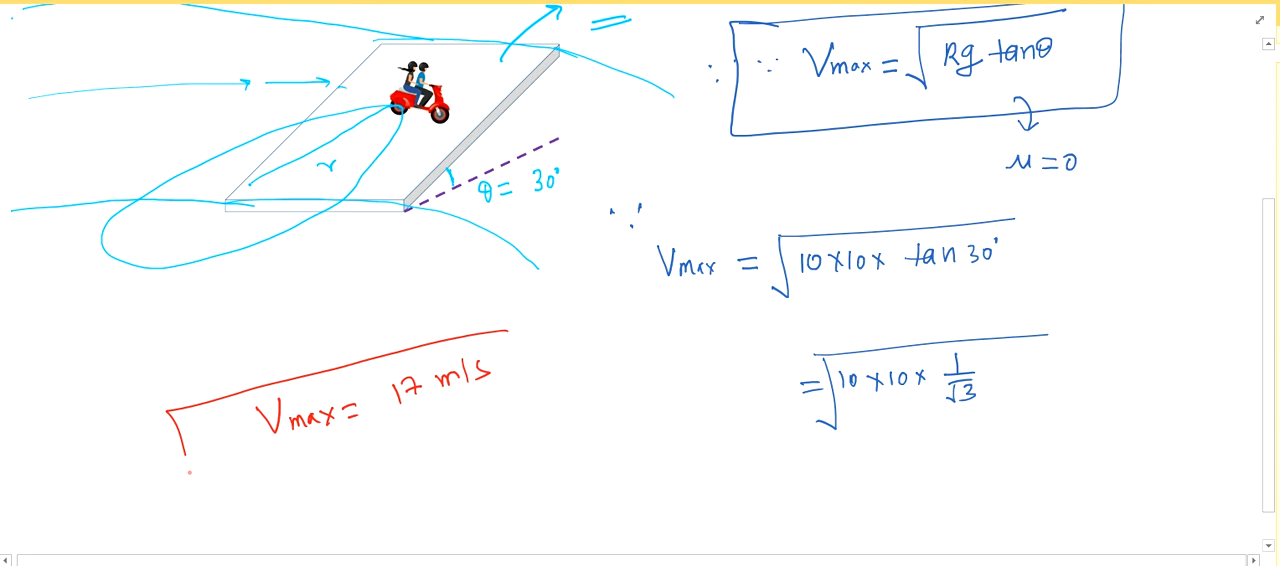 ∴ ∵ Vmax = √Rg tanθ
μ = 0
r
θ = 30°
∵
Vmax = √10×10× tan 30°
= √10×10× 1/√3
Vmax = 17 m/s